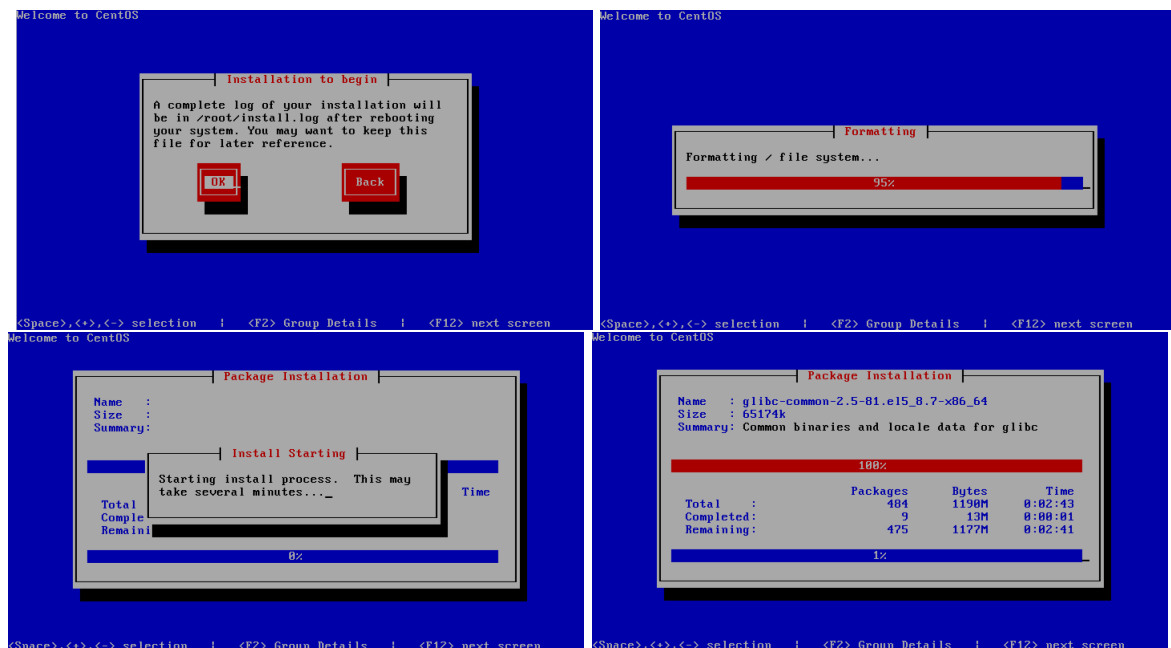 Welcome to CentOS
Installation to begin
A complete log of your installation will
be in /root/install.log after rebooting
your system. You may want to keep this
file for later reference.
OK Back
<Space>,<+>,<-> selection | <F2> Group Details | <F12> next screen
Welcome to CentOS
Formatting
Formatting / file system...
95%
<Space>,<+>,<-> selection | <F2> Group Details | <F12> next screen
Welcome to CentOS
Package Installation
Name :
Size :
Summary:
Install Starting
Starting install process. This may
take several minutes..._
Time
Total
Comple
Remaini
0%
<Space>,<+>,<-> selection | <F2> Group Details | <F12> next screen
Welcome to CentOS
Package Installation
Name : glibc-common-2.5-81.el5_8.7-x86_64
Size : 65174k
Summary: Common binaries and locale data for glibc
100%
Packages Bytes Time
Total : 484 1190M 0:02:43
Completed: 9 13M 0:00:01
Remaining: 475 1177M 0:02:41
1%
<Space>,<+>,<-> selection | <F2> Group Details | <F12> next screen